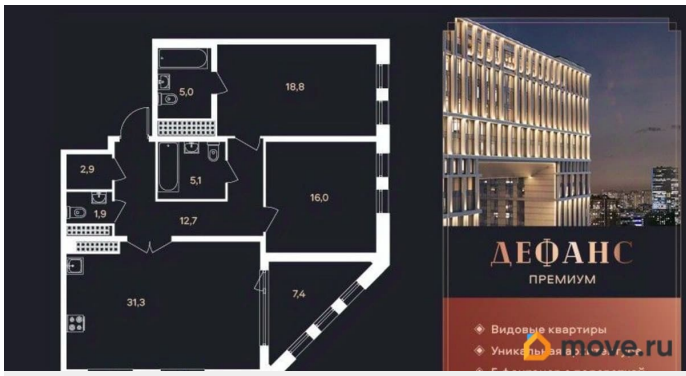 5,0
18,8
2,9
5,1
16,0
1,9
12,7
7,4
31,3
ДЕФАНС
ПРЕМИУМ
Видовые квартиры
Уникальная
move.ru